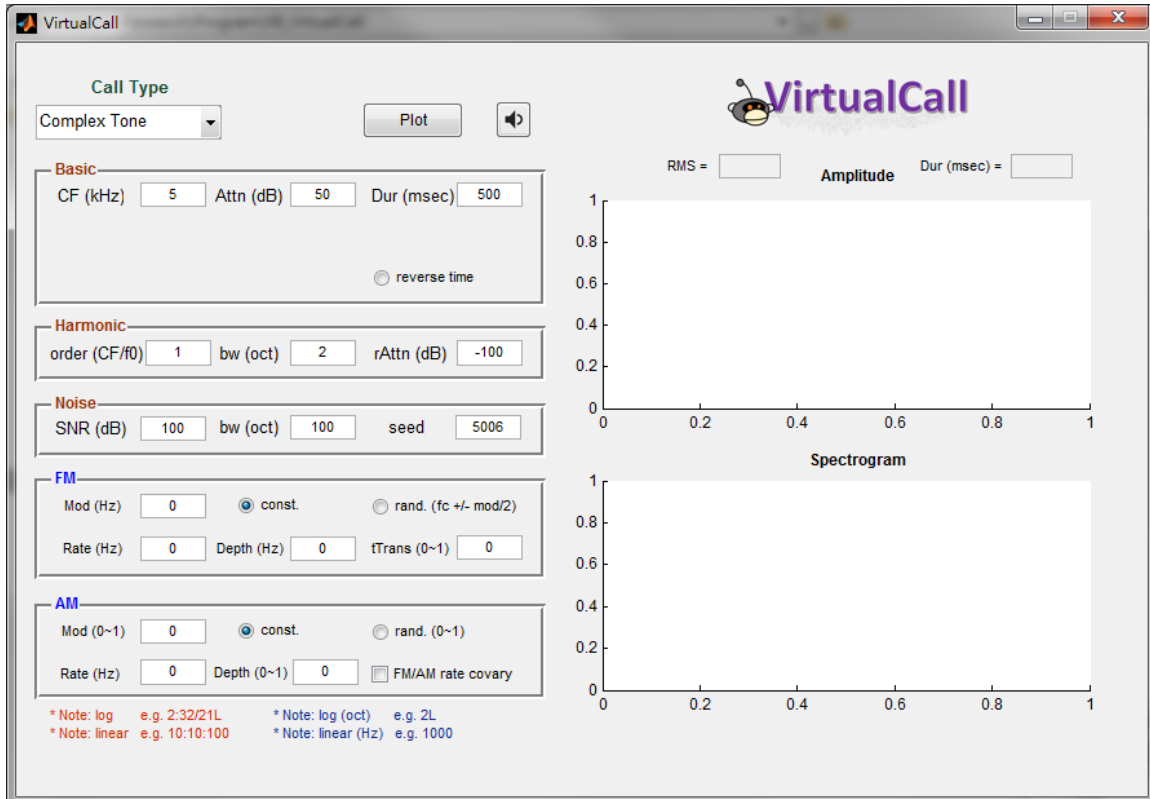 VirtualCall
Call Type
Complex Tone
Plot
VirtualCall
Basic
CF (kHz) 5 Attn (dB) 50 Dur (msec) 500
reverse time
Harmonic
order (CF/f0) 1 bw (oct) 2 rAttn (dB) -100
Noise
SNR (dB) 100 bw (oct) 100 seed 5006
FM
Mod (Hz) 0 const. rand. (fc +/- mod/2)
Rate (Hz) 0 Depth (Hz) 0 tTrans (0~1) 0
AM
Mod (0~1) 0 const. rand. (0~1)
Rate (Hz) 0 Depth (0~1) 0 FM/AM rate covary
* Note: log e.g. 2:32/21L * Note: log (oct) e.g. 2L
* Note: linear e.g. 10:10:100 * Note: linear (Hz) e.g. 1000
RMS = Amplitude Dur (msec) =
1
0.8
0.6
0.4
0.2
0
0 0.2 0.4 0.6 0.8 1
Spectrogram
1
0.8
0.6
0.4
0.2
0
0 0.2 0.4 0.6 0.8 1